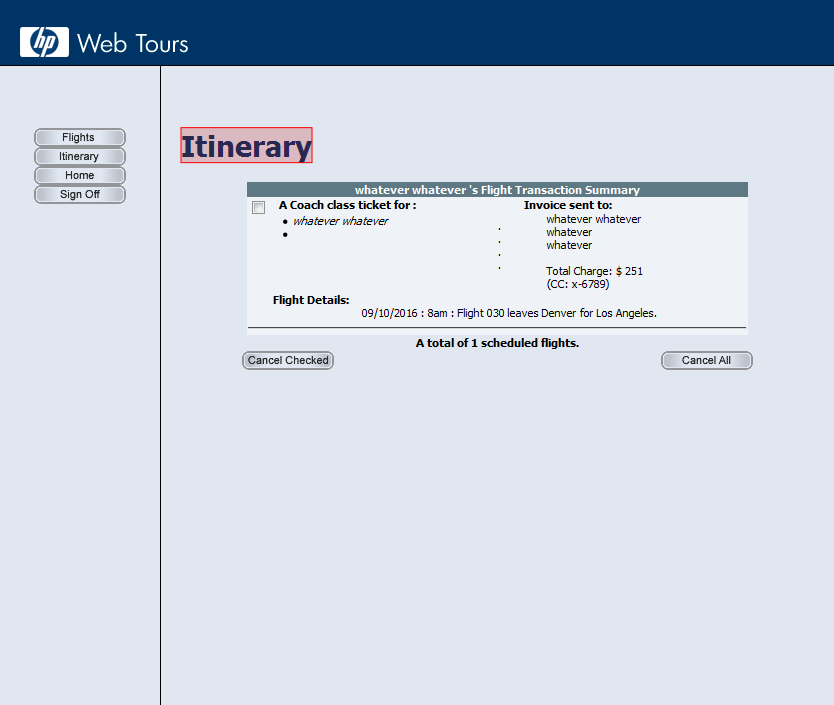 hp Web Tours
Flights
Itinerary
Home
Sign Off
Itinerary
whatever whatever 's Flight Transaction Summary
A Coach class ticket for :
Invoice sent to:
• whatever whatever
whatever whatever
•
. whatever
. whatever
.
. Total Charge: $ 251
(CC: x-6789)
Flight Details:
09/10/2016 : 8am : Flight 030 leaves Denver for Los Angeles.
A total of 1 scheduled flights.
Cancel Checked
Cancel All